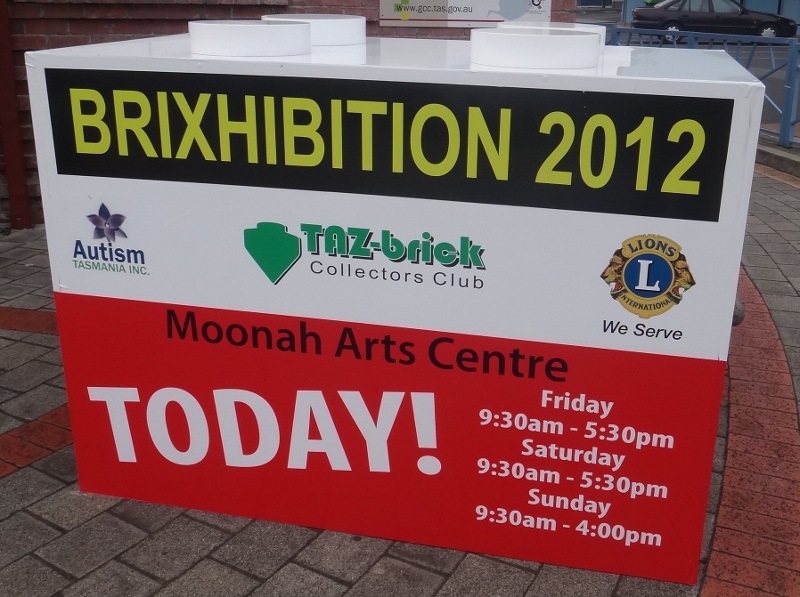 www.gcc.tas.gov.au
BRIXHIBITION 2012
Autism
TASMANIA INC.
TAZ-brick
Collectors Club
LIONS
L
INTERNATIONAL
We Serve
Moonah Arts Centre
TODAY!
Friday
9:30am - 5:30pm
Saturday
9:30am - 5:30pm
Sunday
9:30am - 4:00pm